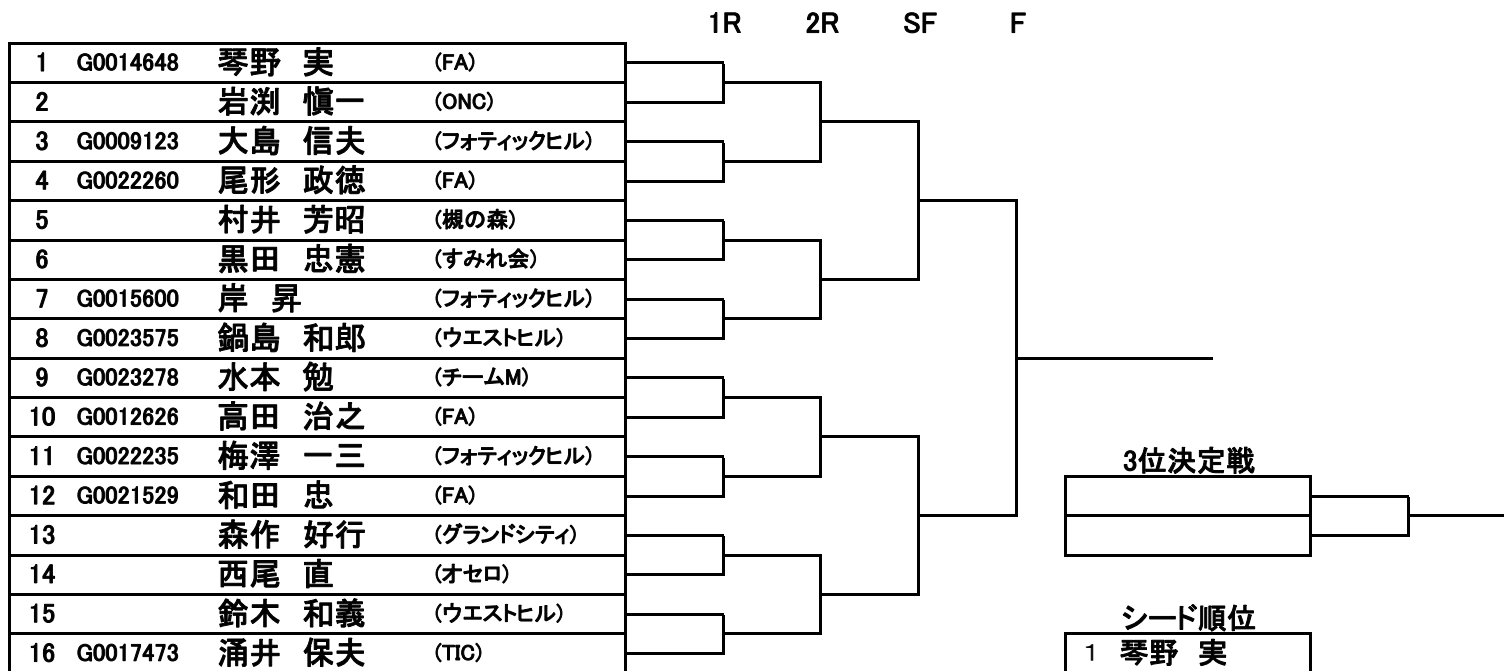 1R 2R SF F
1 G0014648 琴野 実 (FA)
2 岩渕 愼一 (ONC)
3 G0009123 大島 信夫 (フォティックヒル)
4 G0022260 尾形 政徳 (FA)
5 村井 芳昭 (槻の森)
6 黒田 忠憲 (すみれ会)
7 G0015600 岸 昇 (フォティックヒル)
8 G0023575 鍋島 和郎 (ウエストヒル)
9 G0023278 水本 勉 (チームM)
10 G0012626 高田 治之 (FA)
11 G0022235 梅澤 一三 (フォティックヒル)
12 G0021529 和田 忠 (FA)
13 森作 好行 (グランドシティ)
14 西尾 直 (オセロ)
15 鈴木 和義 (ウエストヒル)
16 G0017473 涌井 保夫 (TIC)
3位決定戦
シード順位
1 琴野 実